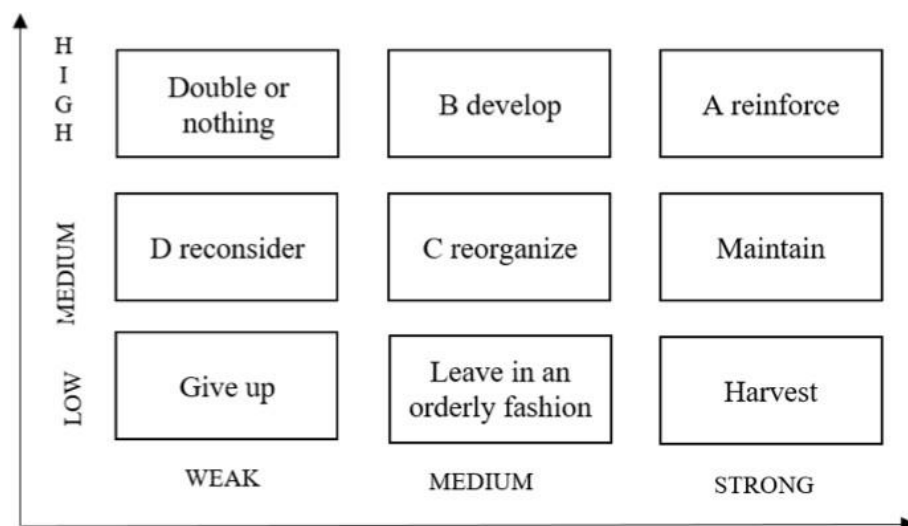 HIGH
Double or
nothing
B develop
A reinforce
MEDIUM
D reconsider
C reorganize
Maintain
LOW
Give up
Leave in an
orderly fashion
Harvest
WEAK
MEDIUM
STRONG